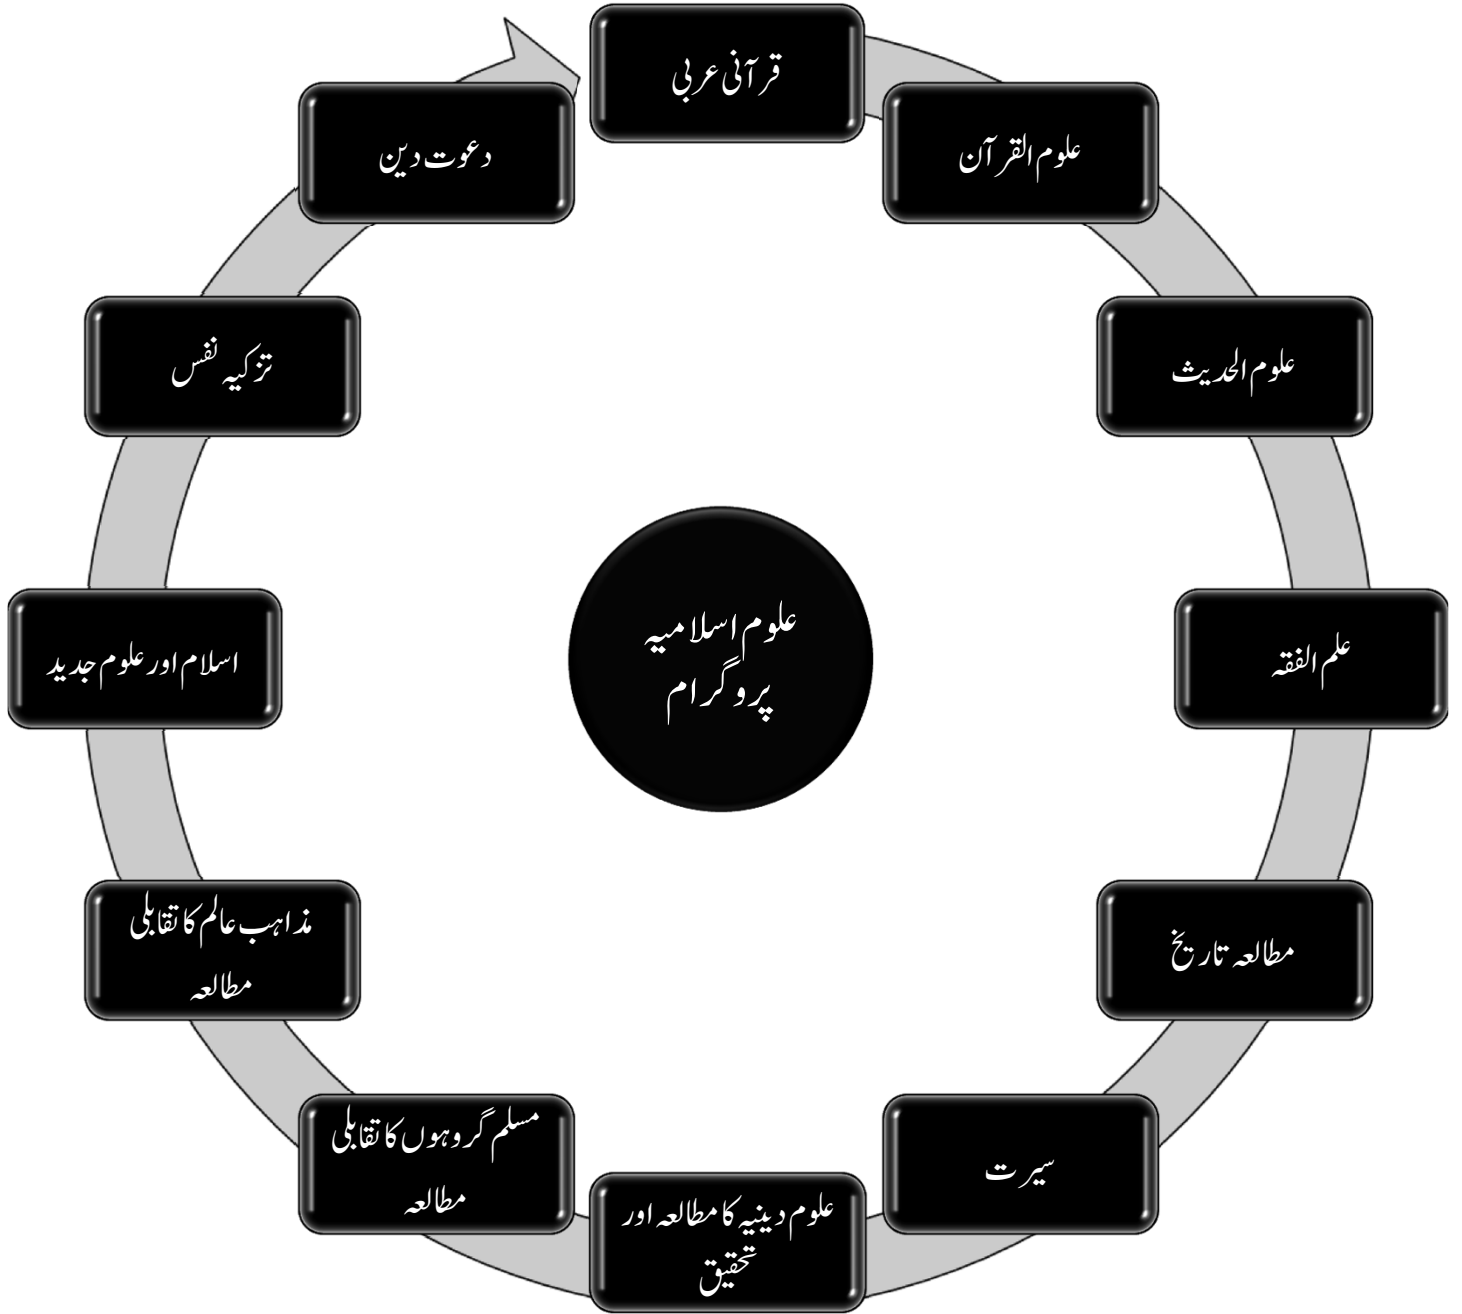 قرآنی عربی
علوم القرآن
علوم الحدیث
علم الفقہ
مطالعہ تاریخ
سیرت
علوم دینیہ کا مطالعہ اور
تحقیق
مسلم گروہوں کا تقابلی
مطالعہ
مذاہب عالم کا تقابلی
مطالعہ
اسلام اور علوم جدید
تزکیہ نفس
دعوت دین
علوم اسلامیہ
پروگرام